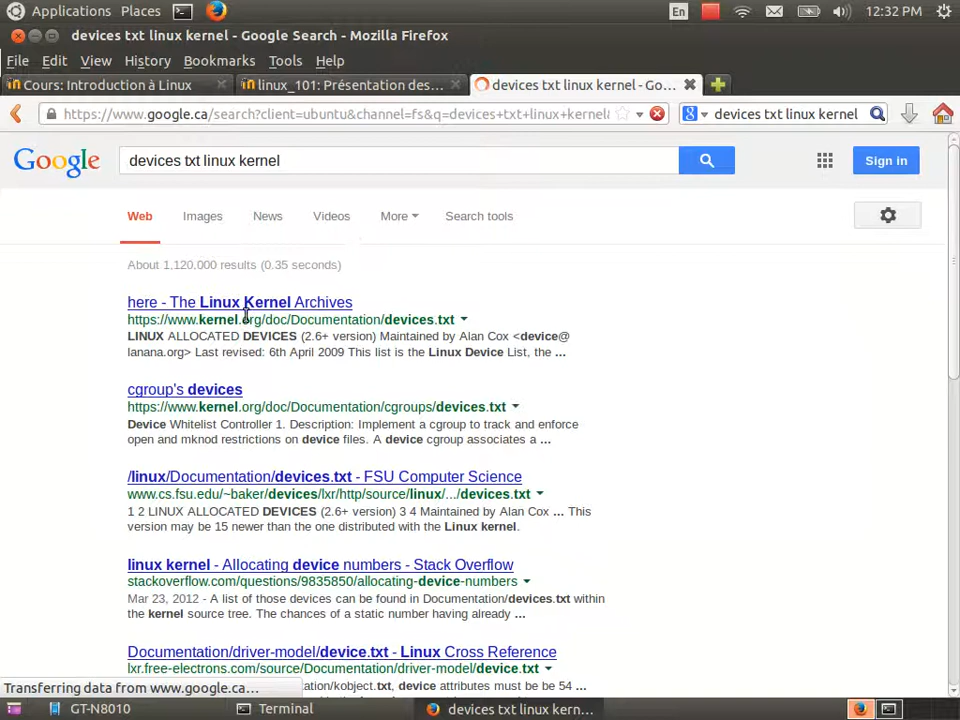 Applications Places En 12:32 PM
devices txt linux kernel - Google Search - Mozilla Firefox
File Edit View History Bookmarks Tools Help
Cours: Introduction à Linux linux_101: Présentation des... devices txt linux kernel - Go...
https://www.google.ca/search?client=ubuntu&channel=fs&q=devices+txt+linux+kernel& devices txt linux kernel
Google devices txt linux kernel Sign in
Web Images News Videos More Search tools
About 1,120,000 results (0.35 seconds)
here - The Linux Kernel Archives
https://www.kernel.org/doc/Documentation/devices.txt
LINUX ALLOCATED DEVICES (2.6+ version) Maintained by Alan Cox <device@
lanana.org> Last revised: 6th April 2009 This list is the Linux Device List, the ...
cgroup's devices
https://www.kernel.org/doc/Documentation/cgroups/devices.txt
Device Whitelist Controller 1. Description: Implement a cgroup to track and enforce
open and mknod restrictions on device files. A device cgroup associates a ...
/linux/Documentation/devices.txt - FSU Computer Science
www.cs.fsu.edu/~baker/devices/lxr/http/source/linux/.../devices.txt
1 2 LINUX ALLOCATED DEVICES (2.6+ version) 3 4 Maintained by Alan Cox ... This
version may be 15 newer than the one distributed with the Linux kernel.
linux kernel - Allocating device numbers - Stack Overflow
stackoverflow.com/questions/9835850/allocating-device-numbers
Mar 23, 2012 - A list of those devices can be found in Documentation/devices.txt within
the kernel source tree. The chances of a static number having already ...
Documentation/driver-model/device.txt - Linux Cross Reference
lxr.free-electrons.com/source/Documentation/driver-model/device.txt
ation/kobject.txt, device attributes must be be 54 ...
Transferring data from www.google.ca...
GT-N8010 Terminal devices txt linux kern...